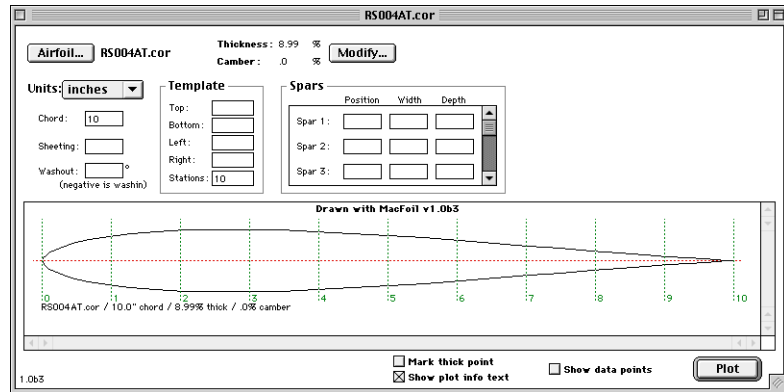 RS004AT.cor
Airfoil... RS004AT.cor Thickness: 8.99 % Modify...
Camber: .0 %
Units: inches
Chord: 10
Sheeting:
Washout: °
(negative is washin)
Template
Top:
Bottom:
Left:
Right:
Stations: 10
Spars
Position Width Depth
Spar 1:
Spar 2:
Spar 3:
Drawn with MacFoil v1.0b3
:0 :1 :2 :3 :4 :5 :6 :7 :8 :9 :10
RS004AT.cor / 10.0" chord / 8.99% thick / .0% camber
Mark thick point
Show plot info text
Show data points
Plot
1.0b3